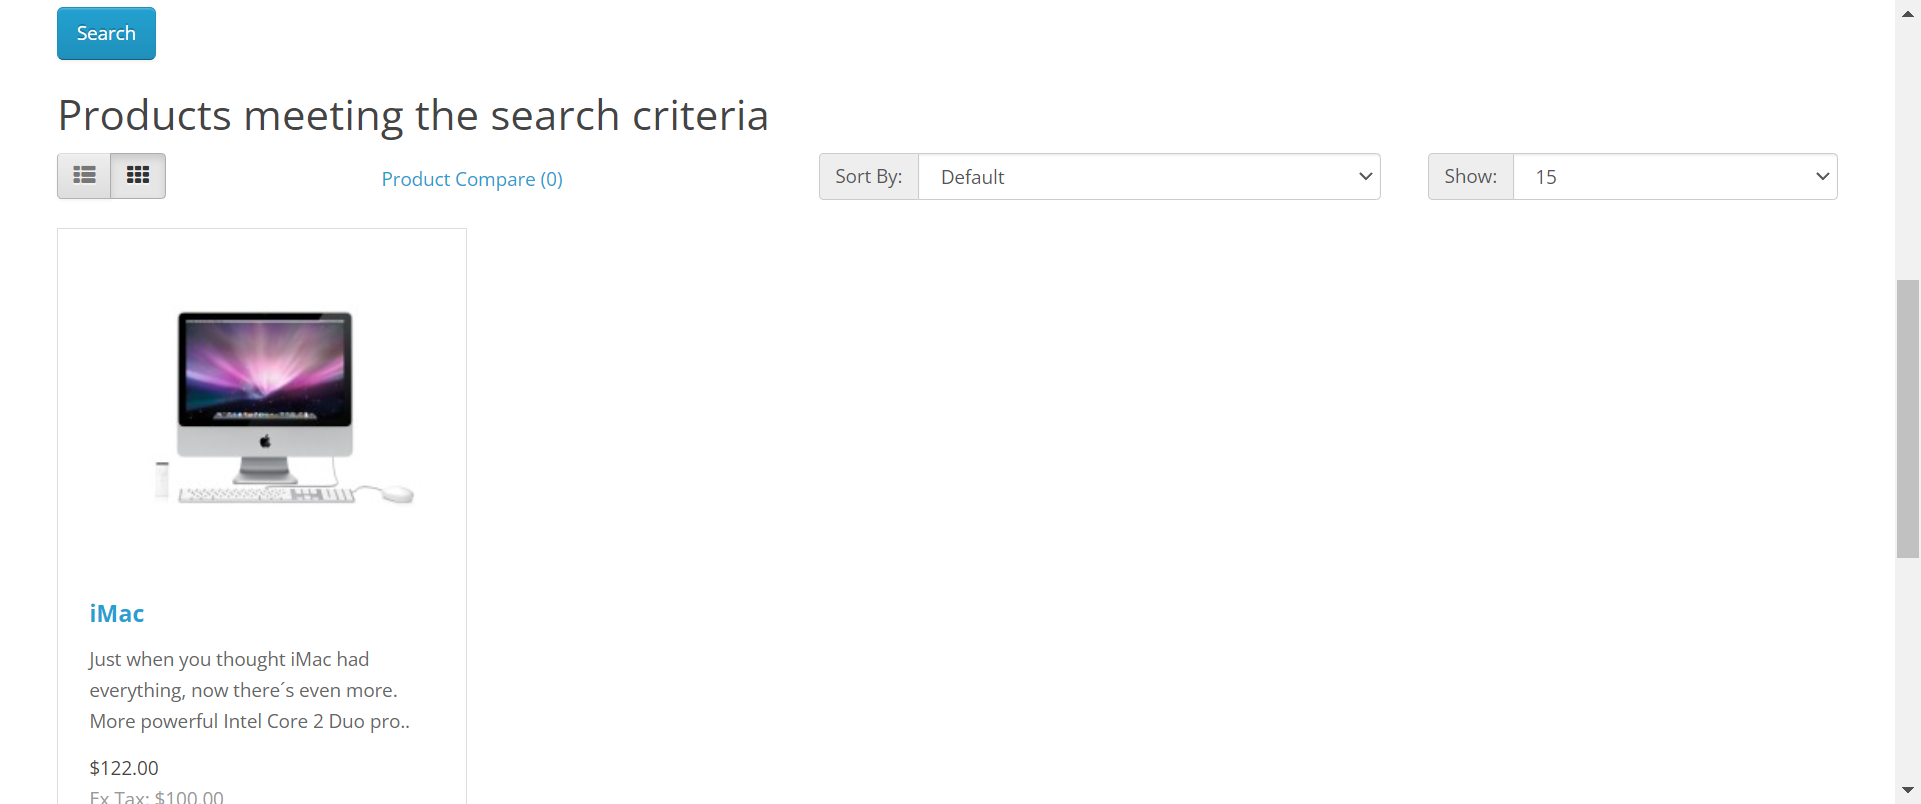 Search
Products meeting the search criteria
Product Compare (0)
Sort By:
Default
Show:
15
iMac
Just when you thought iMac had
everything, now there´s even more.
More powerful Intel Core 2 Duo pro..
$122.00
Ex Tax: $100.00